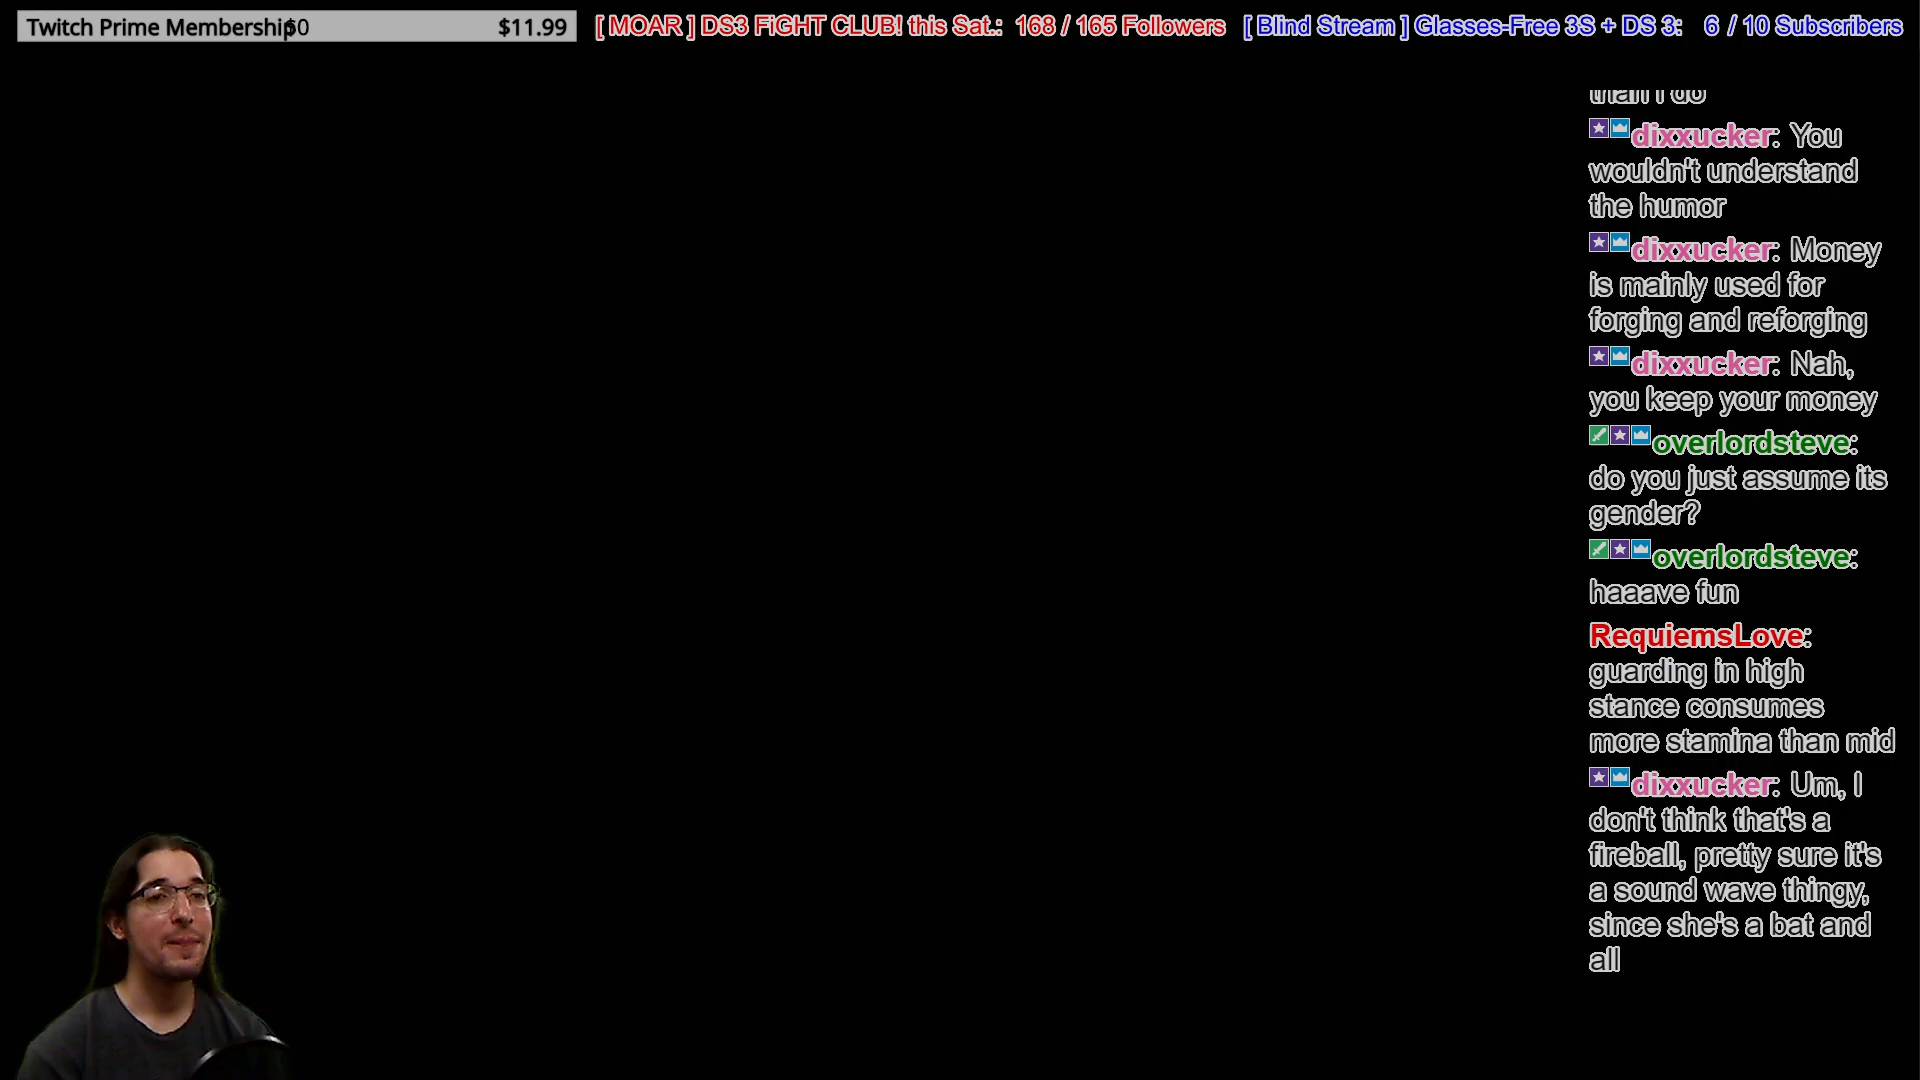 Twitch Prime Membership $0 $11.99
[ MOAR ] DS3 FiGHT CLUB! this Sat.: 168 / 165 Followers
[ Blind Stream ] Glasses-Free 3S + DS 3: 6 / 10 Subscribers
than I do
dixxucker: You
wouldn't understand
the humor
dixxucker: Money
is mainly used for
forging and reforging
dixxucker: Nah,
you keep your money
overlordsteve:
do you just assume its
gender?
overlordsteve:
haaave fun
RequiemsLove:
guarding in high
stance consumes
more stamina than mid
dixxucker: Um, I
don't think that's a
fireball, pretty sure it's
a sound wave thingy,
since she's a bat and
all